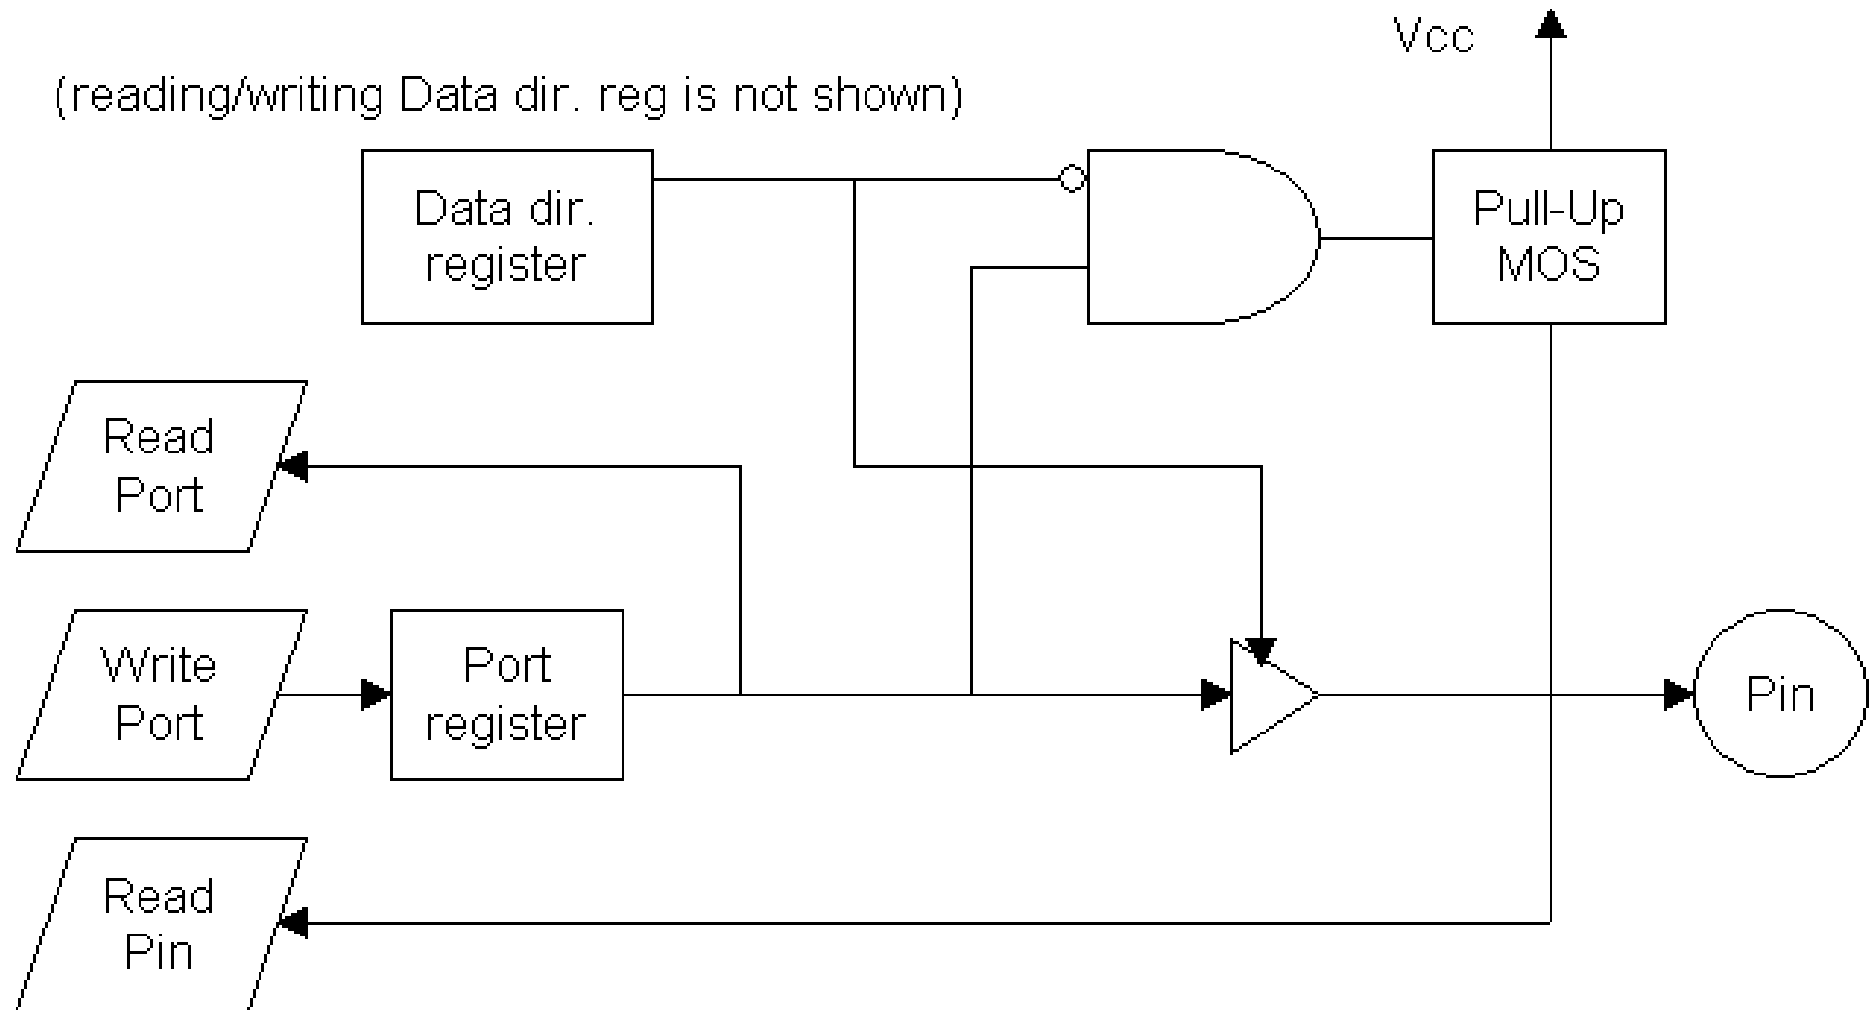 Vcc
(reading/writing Data dir. reg is not shown)
Data dir.
register
Pull-Up
MOS
Read
Port
Write
Port
Port
register
Pin
Read
Pin